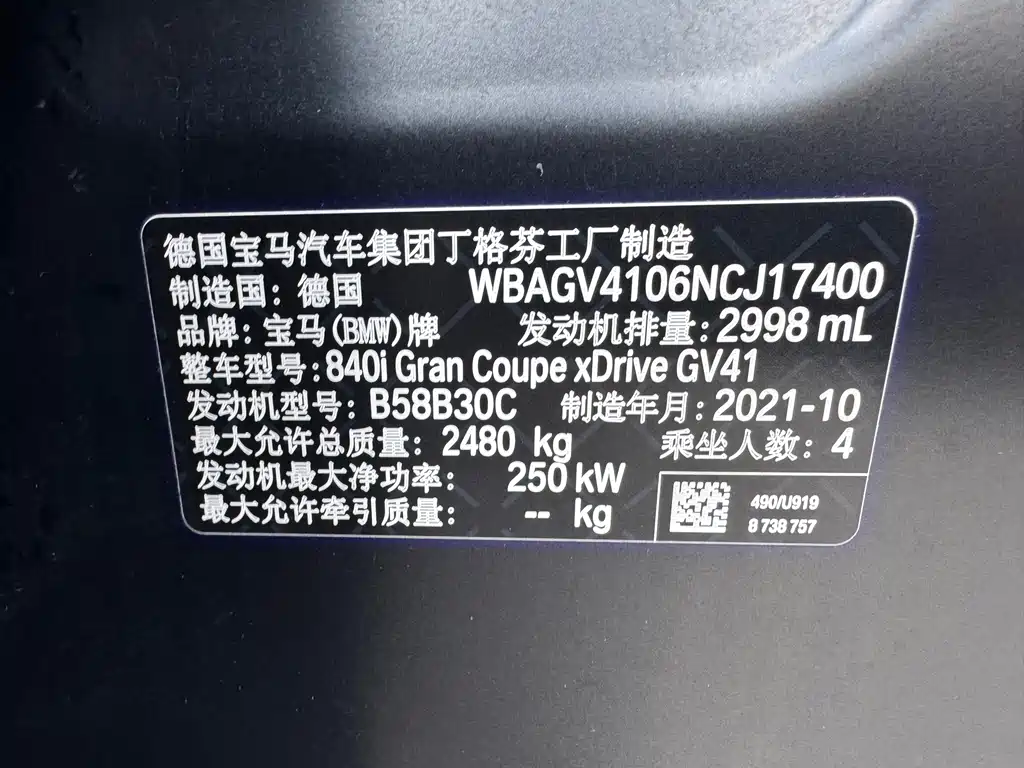 德国宝马汽车集团丁格芬工厂制造
制造国：德国 WBAGV4106NCJ17400
品牌：宝马(BMW)牌 发动机排量：2998 mL
整车型号：840i Gran Coupe xDrive GV41
发动机型号：B58B30C 制造年月：2021-10
最大允许总质量：2480 kg 乘坐人数：4
发动机最大净功率：250 kW
最大允许牵引质量：-- kg
490/U919
8 738 757